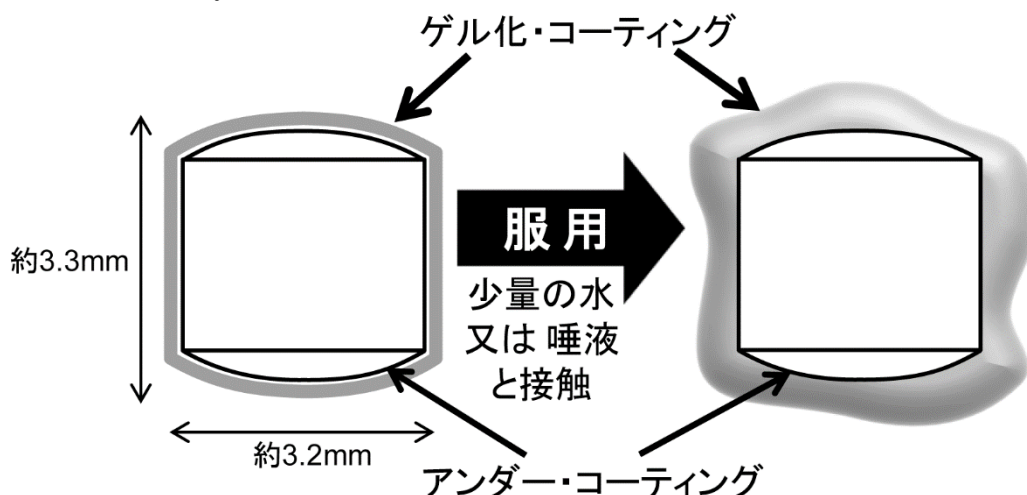 ゲル化・コーティング
約3.3mm
服用
少量の水
又は 唾液
と接触
約3.2mm
アンダー・コーティング